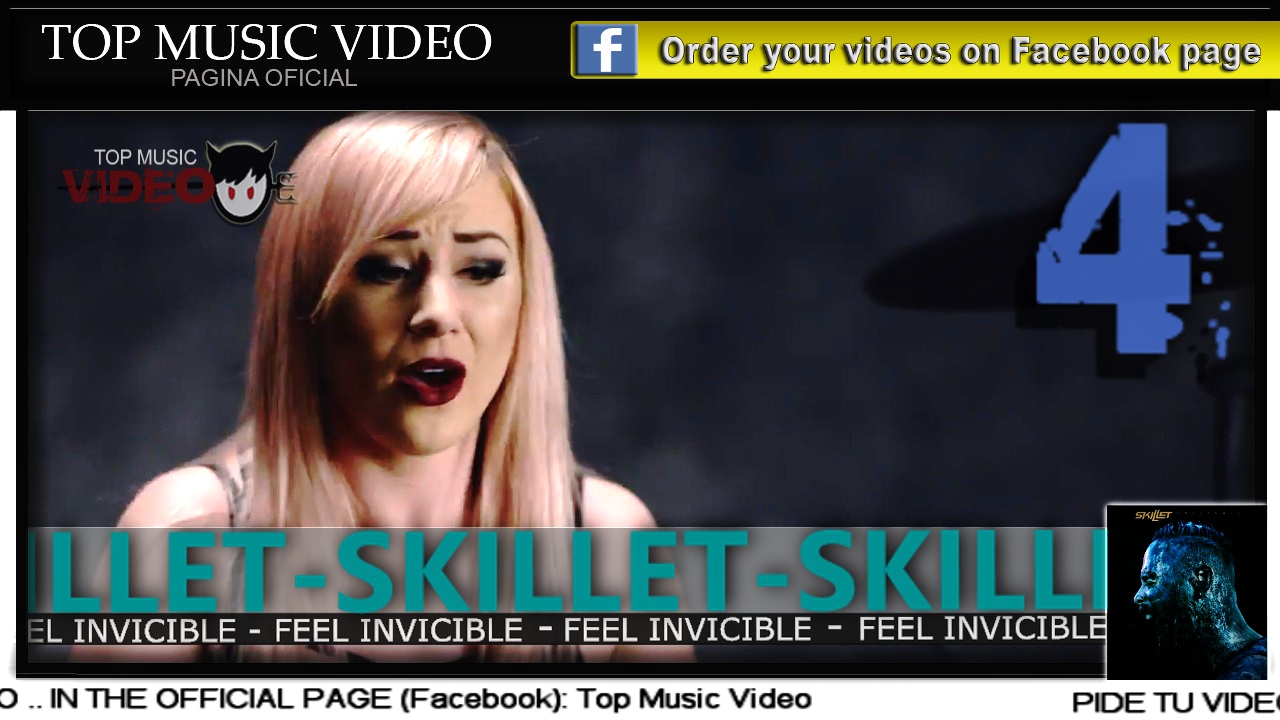 TOP MUSIC VIDEO
PAGINA OFICIAL
f Order your videos on Facebook page
TOP MUSIC
VIDEO
4
SKILLET
ILLET-SKILLET-SKILL
EL INVICIBLE - FEEL INVICIBLE - FEEL INVICIBLE - FEEL INVICIBLE
O .. IN THE OFFICIAL PAGE (Facebook): Top Music Video
PIDE TU VIDEO